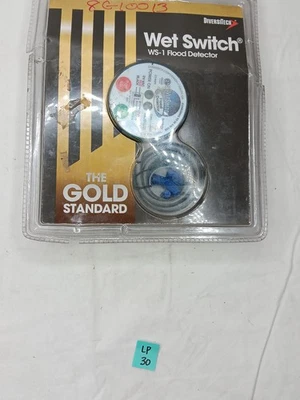 8G10013
DIVERSITECH
Wet Switch®
WS-1 Flood Detector
THE
GOLD
STANDARD
LP
30